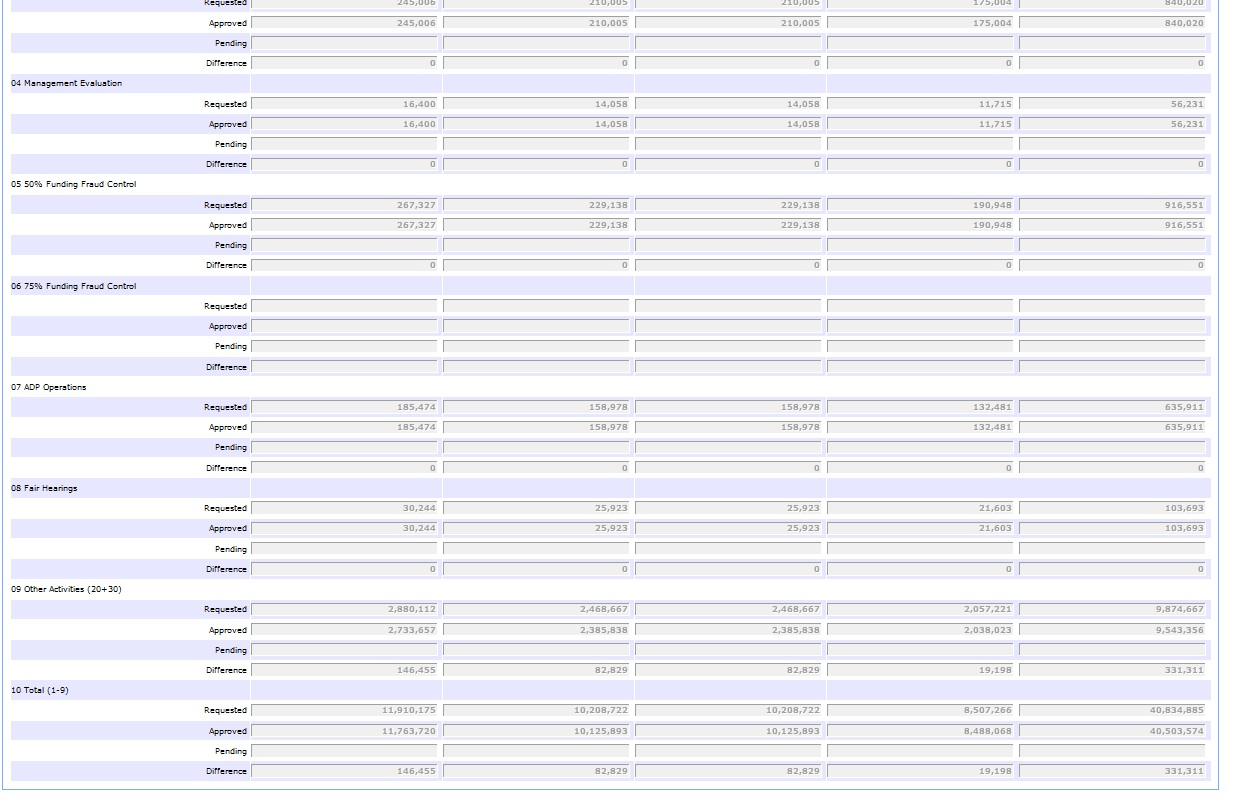 Requested 245,006 210,005 210,005 175,004 840,020
Approved 245,006 210,005 210,005 175,004 840,020
Pending
Difference 0 0 0 0 0
04 Management Evaluation
Requested 16,400 14,058 14,058 11,715 56,231
Approved 16,400 14,058 14,058 11,715 56,231
Pending
Difference 0 0 0 0 0
05 50% Funding Fraud Control
Requested 267,327 229,138 229,138 190,948 916,551
Approved 267,327 229,138 229,138 190,948 916,551
Pending
Difference 0 0 0 0 0
06 75% Funding Fraud Control
Requested
Approved
Pending
Difference
07 ADP Operations
Requested 185,474 158,978 158,978 132,481 635,911
Approved 185,474 158,978 158,978 132,481 635,911
Pending
Difference 0 0 0 0 0
08 Fair Hearings
Requested 30,244 25,923 25,923 21,603 103,693
Approved 30,244 25,923 25,923 21,603 103,693
Pending
Difference 0 0 0 0 0
09 Other Activities (20+30)
Requested 2,880,112 2,468,667 2,468,667 2,057,221 9,874,667
Approved 2,733,657 2,385,838 2,385,838 2,038,023 9,543,356
Pending
Difference 146,455 82,829 82,829 19,198 331,311
10 Total (1-9)
Requested 11,910,175 10,208,722 10,208,722 8,507,266 40,834,885
Approved 11,763,720 10,125,893 10,125,893 8,488,068 40,503,574
Pending
Difference 146,455 82,829 82,829 19,198 331,311